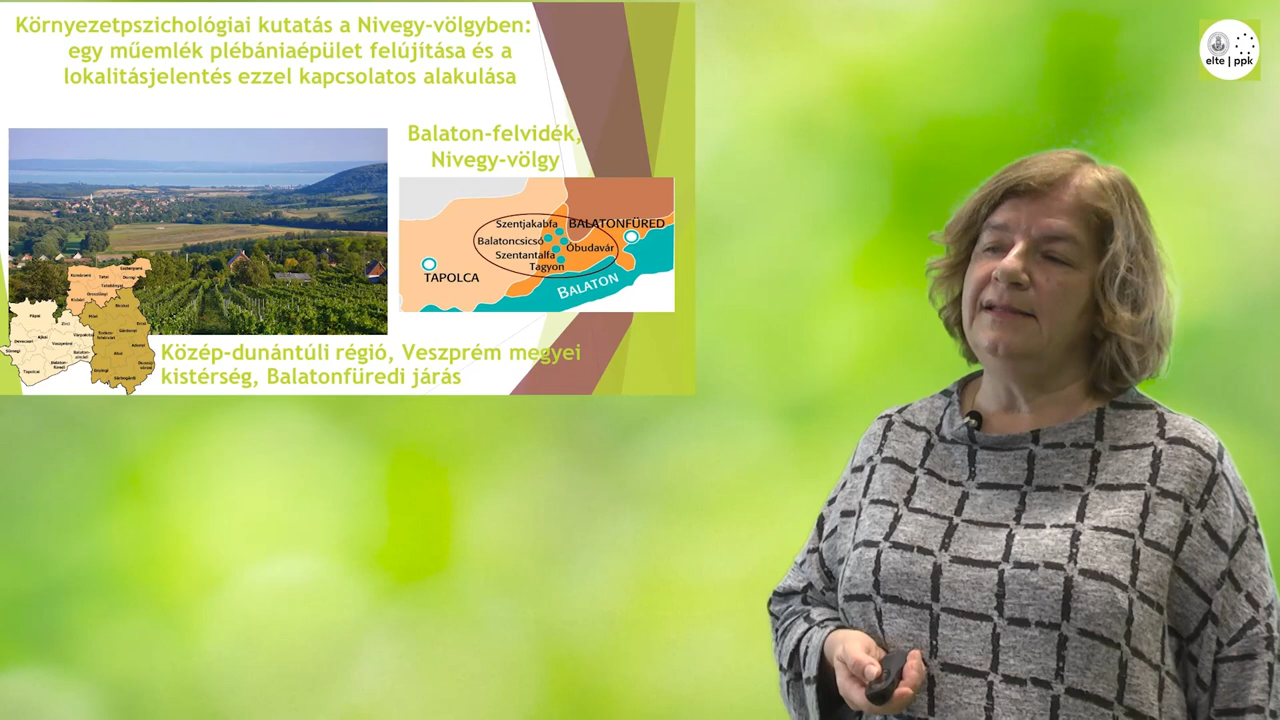 Környezetpszichológiai kutatás a Nivegy-völgyben:
egy műemlék plébániaépület felújítása és a
lokalitásjelentés ezzel kapcsolatos alakulása
elte | ppk
Balaton-felvidék,
Nivegy-völgy
Szentjakabfa
BALATONFÜRED
Balatoncsicsó
Óbudavár
Szentantalfa
Tagyon
TAPOLCA
BALATON
Közép-dunántúli régió, Veszprém megyei
kistérség, Balatonfüredi járás